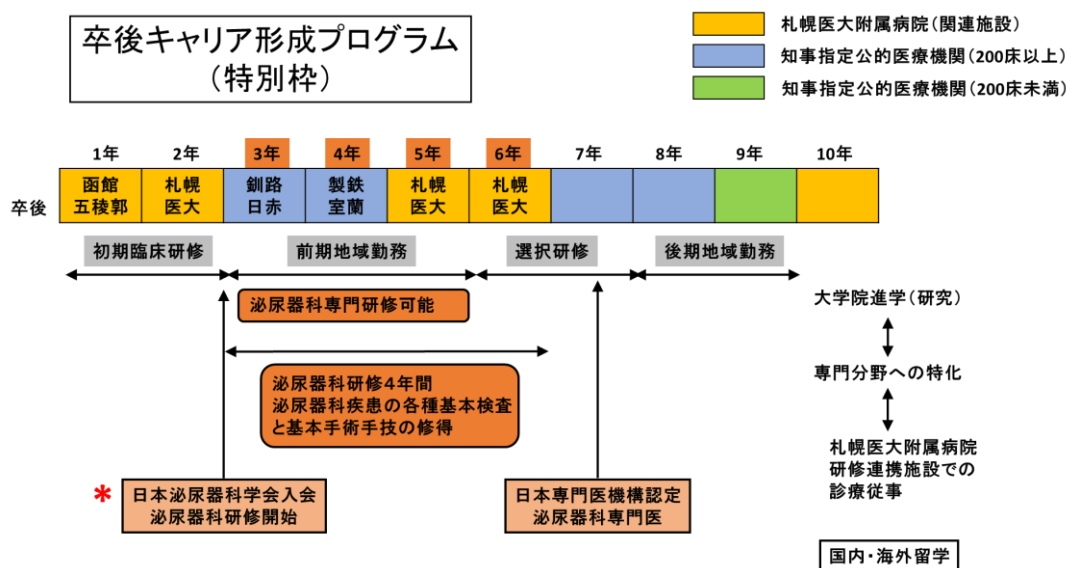 卒後キャリア形成プログラム
(特別枠)
札幌医大附属病院(関連施設)
知事指定公的医療機関(200床以上)
知事指定公的医療機関(200床未満)
1年 2年 3年 4年 5年 6年 7年 8年 9年 10年
卒後
函館
五稜郭
札幌
医大
釧路
日赤
製鉄
室蘭
札幌
医大
札幌
医大
初期臨床研修
前期地域勤務
選択研修
後期地域勤務
泌尿器科専門研修可能
泌尿器科研修4年間
泌尿器科疾患の各種基本検査
と基本手術手技の修得
*
日本泌尿器科学会入会
泌尿器科研修開始
日本専門医機構認定
泌尿器科専門医
大学院進学(研究)
専門分野への特化
札幌医大附属病院
研修連携施設での
診療従事
国内・海外留学